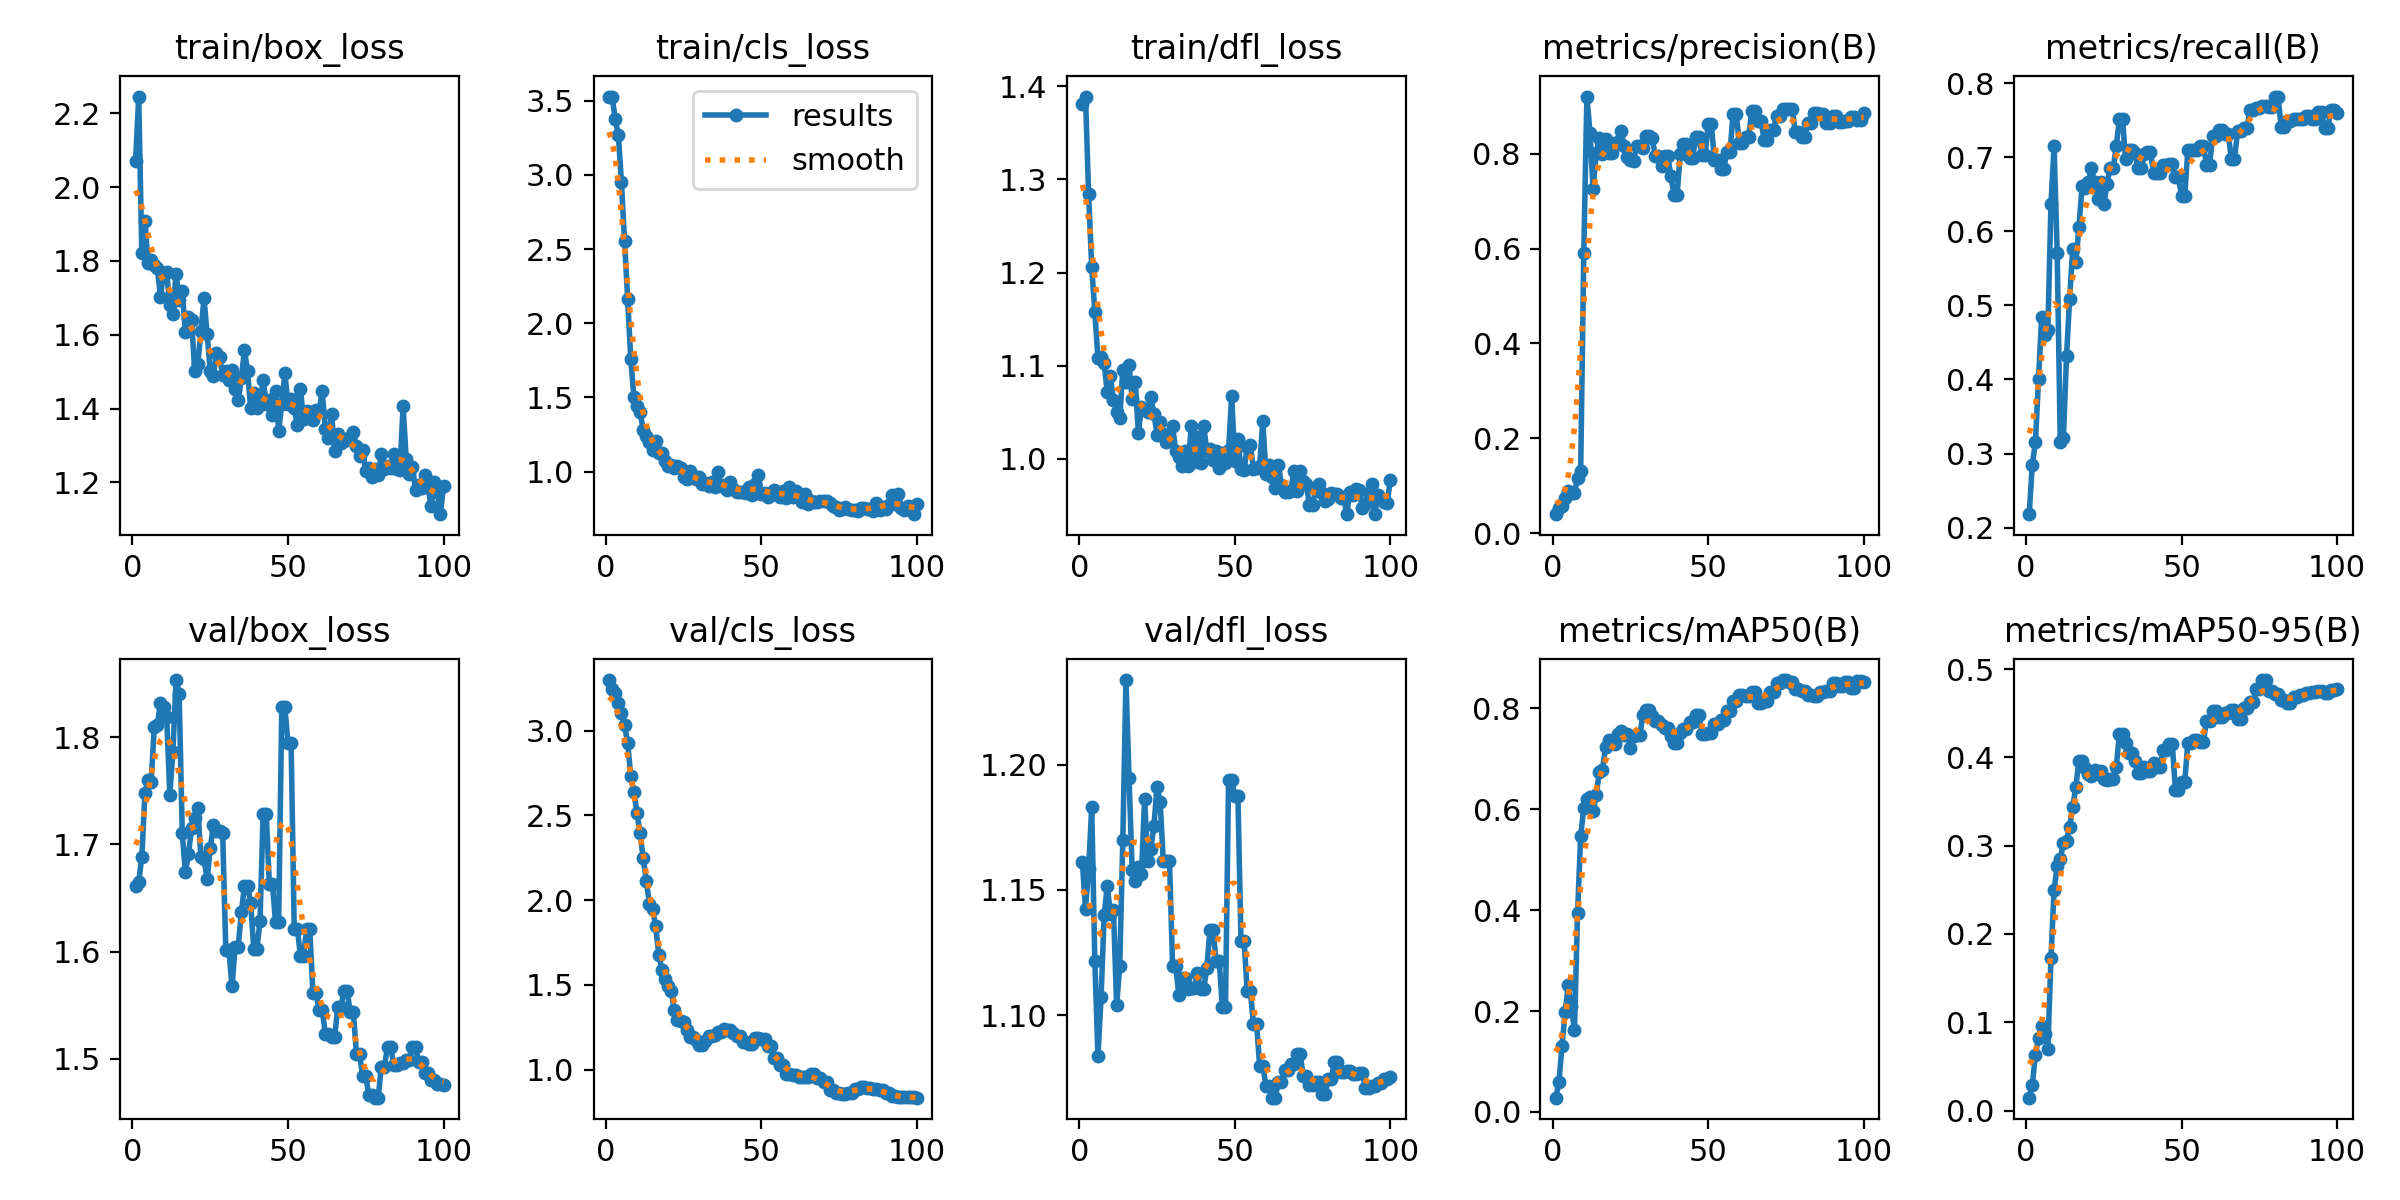 train/box_loss
2.2
2.0
1.8
1.6
1.4
1.2
0 50 100
train/cls_loss
results
smooth
3.5
3.0
2.5
2.0
1.5
1.0
0 50 100
train/dfl_loss
1.4
1.3
1.2
1.1
1.0
0 50 100
metrics/precision(B)
0.8
0.6
0.4
0.2
0.0
0 50 100
metrics/recall(B)
0.8
0.7
0.6
0.5
0.4
0.3
0.2
0 50 100
val/box_loss
1.8
1.7
1.6
1.5
0 50 100
val/cls_loss
3.0
2.5
2.0
1.5
1.0
0 50 100
val/dfl_loss
1.20
1.15
1.10
0 50 100
metrics/mAP50(B)
0.8
0.6
0.4
0.2
0.0
0 50 100
metrics/mAP50-95(B)
0.5
0.4
0.3
0.2
0.1
0.0
0 50 100